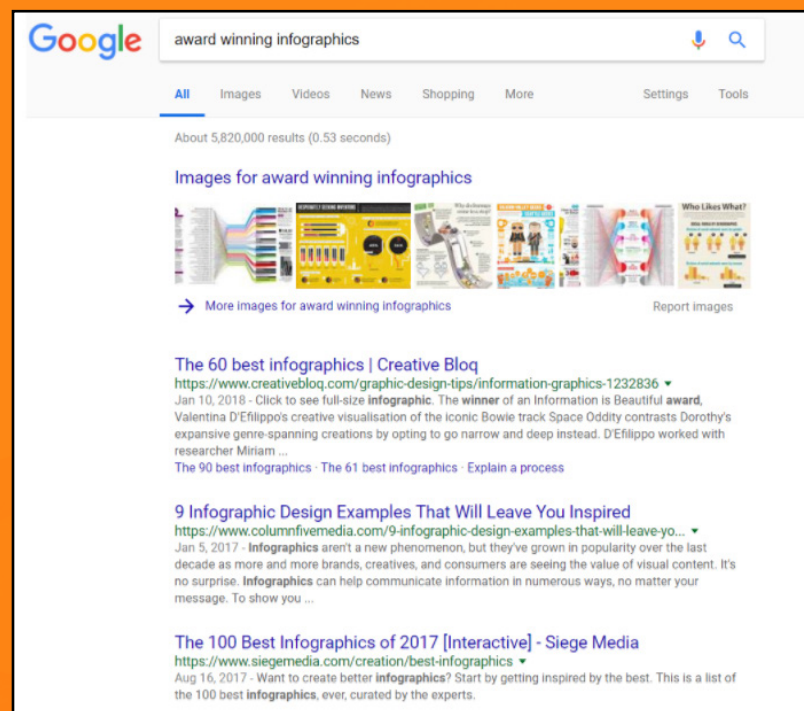 Google
award winning infographics
All Images Videos News Shopping More Settings Tools
About 5,820,000 results (0.53 seconds)
Images for award winning infographics
Who Likes What?
→ More images for award winning infographics Report images
The 60 best infographics | Creative Bloq
https://www.creativebloq.com/graphic-design-tips/information-graphics-1232836 ▼
Jan 10, 2018 - Click to see full-size infographic. The winner of an Information is Beautiful award,
Valentina D'Efilippo's creative visualisation of the iconic Bowie track Space Oddity contrasts Dorothy's
expansive genre-spanning creations by opting to go narrow and deep instead. D'Efilippo worked with
researcher Miriam ...
The 90 best infographics · The 61 best infographics · Explain a process
9 Infographic Design Examples That Will Leave You Inspired
https://www.columnfivemedia.com/9-infographic-design-examples-that-will-leave-yo... ▼
Jan 5, 2017 - Infographics aren't a new phenomenon, but they've grown in popularity over the last
decade as more and more brands, creatives, and consumers are seeing the value of visual content. It's
no surprise. Infographics can help communicate information in numerous ways, no matter your
message. To show you ...
The 100 Best Infographics of 2017 [Interactive] - Siege Media
https://www.siegemedia.com/creation/best-infographics ▼
Aug 16, 2017 - Want to create better infographics? Start by getting inspired by the best. This is a list of
the 100 best infographics, ever, curated by the experts.